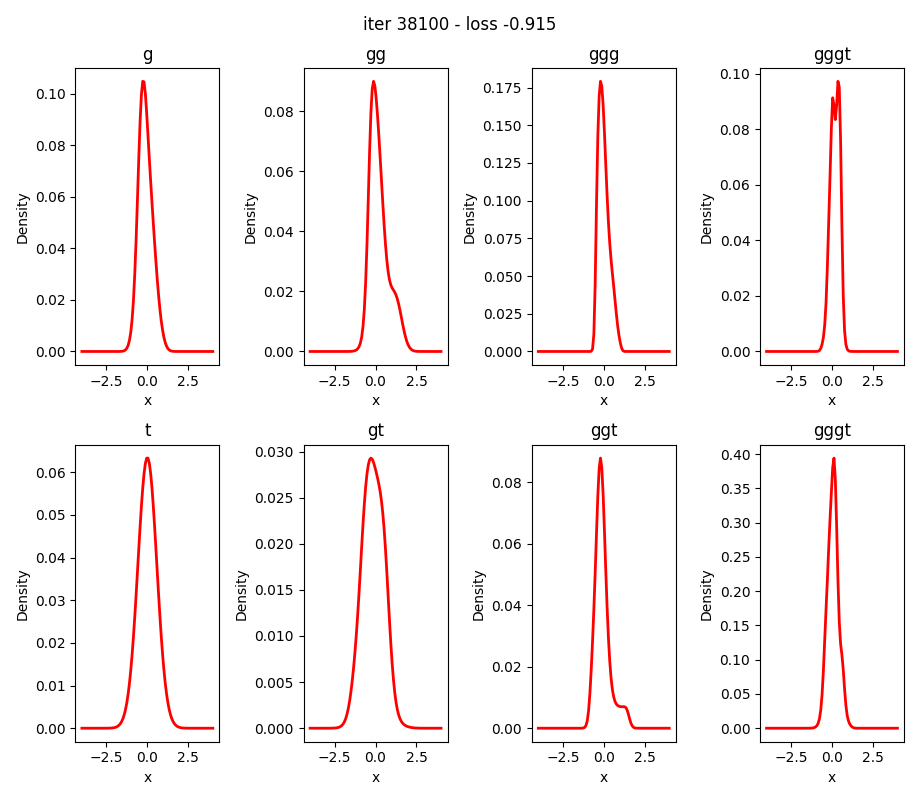 iter 38100 - loss -0.915
g
gg
ggg
gggt
0.10
0.08
0.06
0.04
0.02
0.00
Density
−2.5 0.0 2.5
x
0.08
0.06
0.04
0.02
0.00
Density
−2.5 0.0 2.5
x
0.175
0.150
0.125
0.100
0.075
0.050
0.025
0.000
Density
−2.5 0.0 2.5
x
0.10
0.08
0.06
0.04
0.02
0.00
Density
−2.5 0.0 2.5
x
t
gt
ggt
gggt
0.06
0.05
0.04
0.03
0.02
0.01
0.00
Density
−2.5 0.0 2.5
x
0.030
0.025
0.020
0.015
0.010
0.005
0.000
Density
−2.5 0.0 2.5
x
0.08
0.06
0.04
0.02
0.00
Density
−2.5 0.0 2.5
x
0.40
0.35
0.30
0.25
0.20
0.15
0.10
0.05
0.00
Density
−2.5 0.0 2.5
x